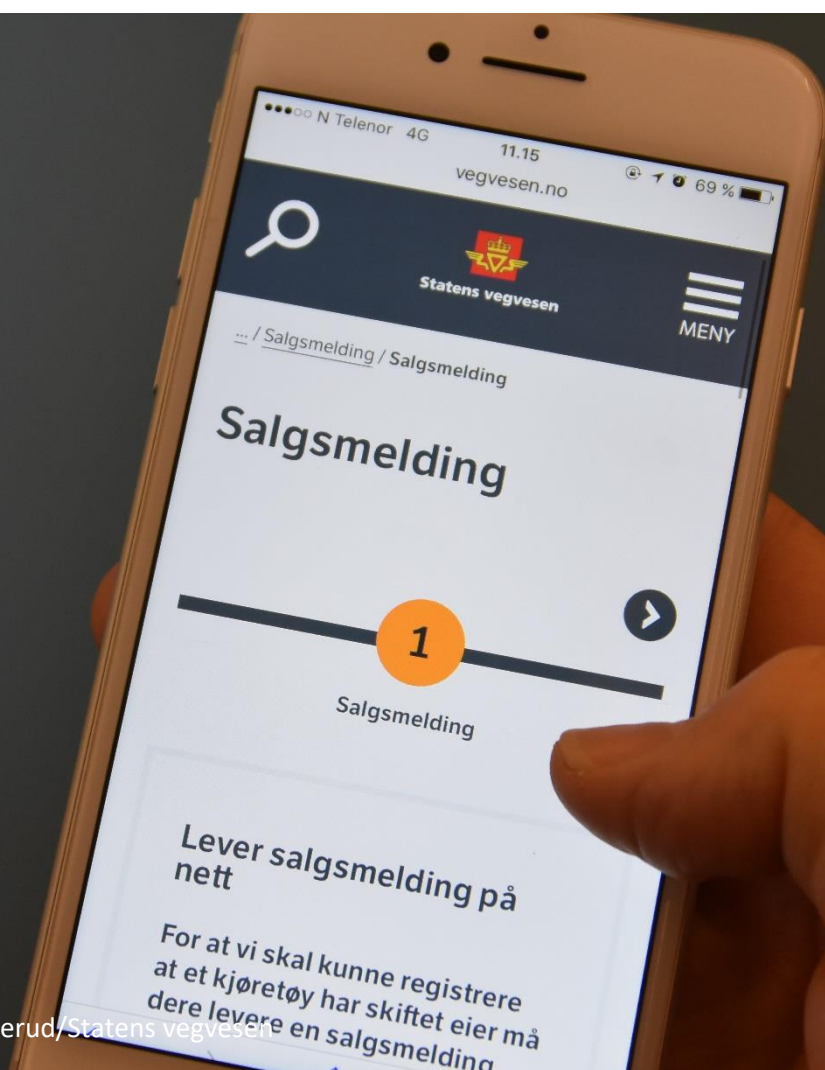 N Telenor 4G 11.15 69 %
vegvesen.no
Statens vegvesen
MENY
... / Salgsmelding / Salgsmelding
Salgsmelding
1
Salgsmelding
Lever salgsmelding på
nett
For at vi skal kunne registrere
at et kjøretøy har skiftet eier må
dere levere en salgsmelding
erud/Statens vegvesen